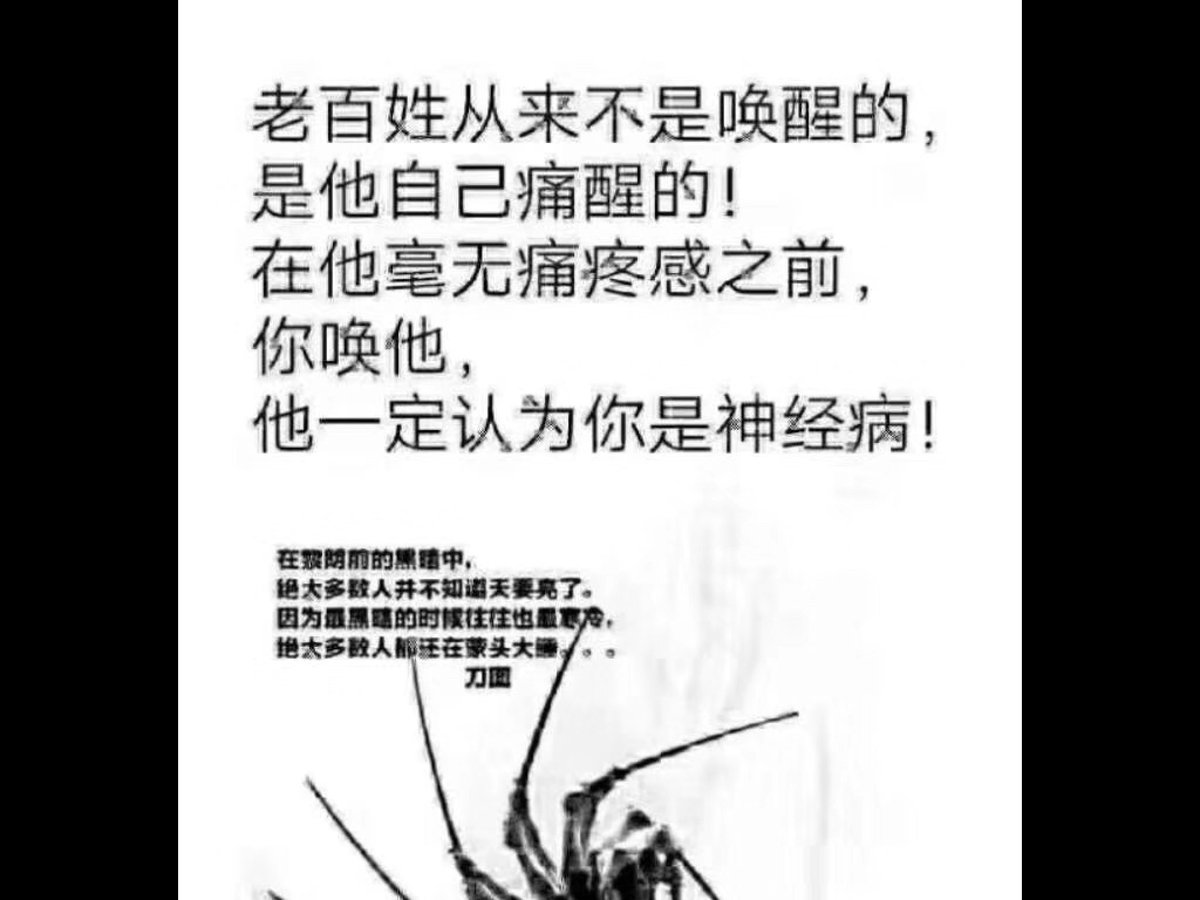 老百姓从来不是唤醒的，
是他自己痛醒的！
在他毫无痛疼感之前，
你唤他，
他一定认为你是神经病！
在黎明前的黑暗中，
绝大多数人并不知道天要亮了。
因为最黑暗的时候往往也最寒冷，
绝大多数人都还在蒙头大睡。。。
刀图